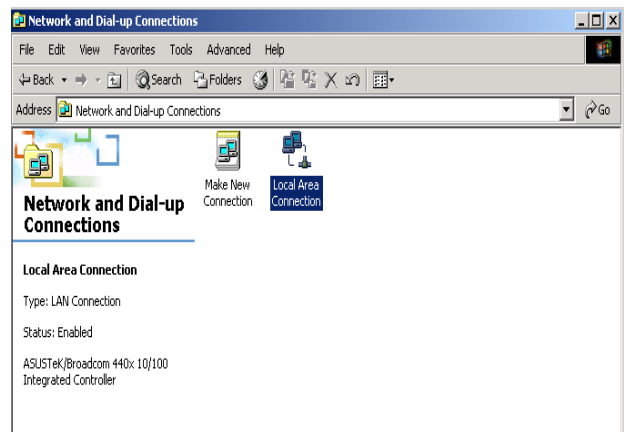 Network and Dial-up Connections
File Edit View Favorites Tools Advanced Help
Back Search Folders
Address Network and Dial-up Connections Go
Make New
Connection
Local Area
Connection
Network and Dial-up
Connections
Local Area Connection
Type: LAN Connection
Status: Enabled
ASUSTeK/Broadcom 440x 10/100
Integrated Controller